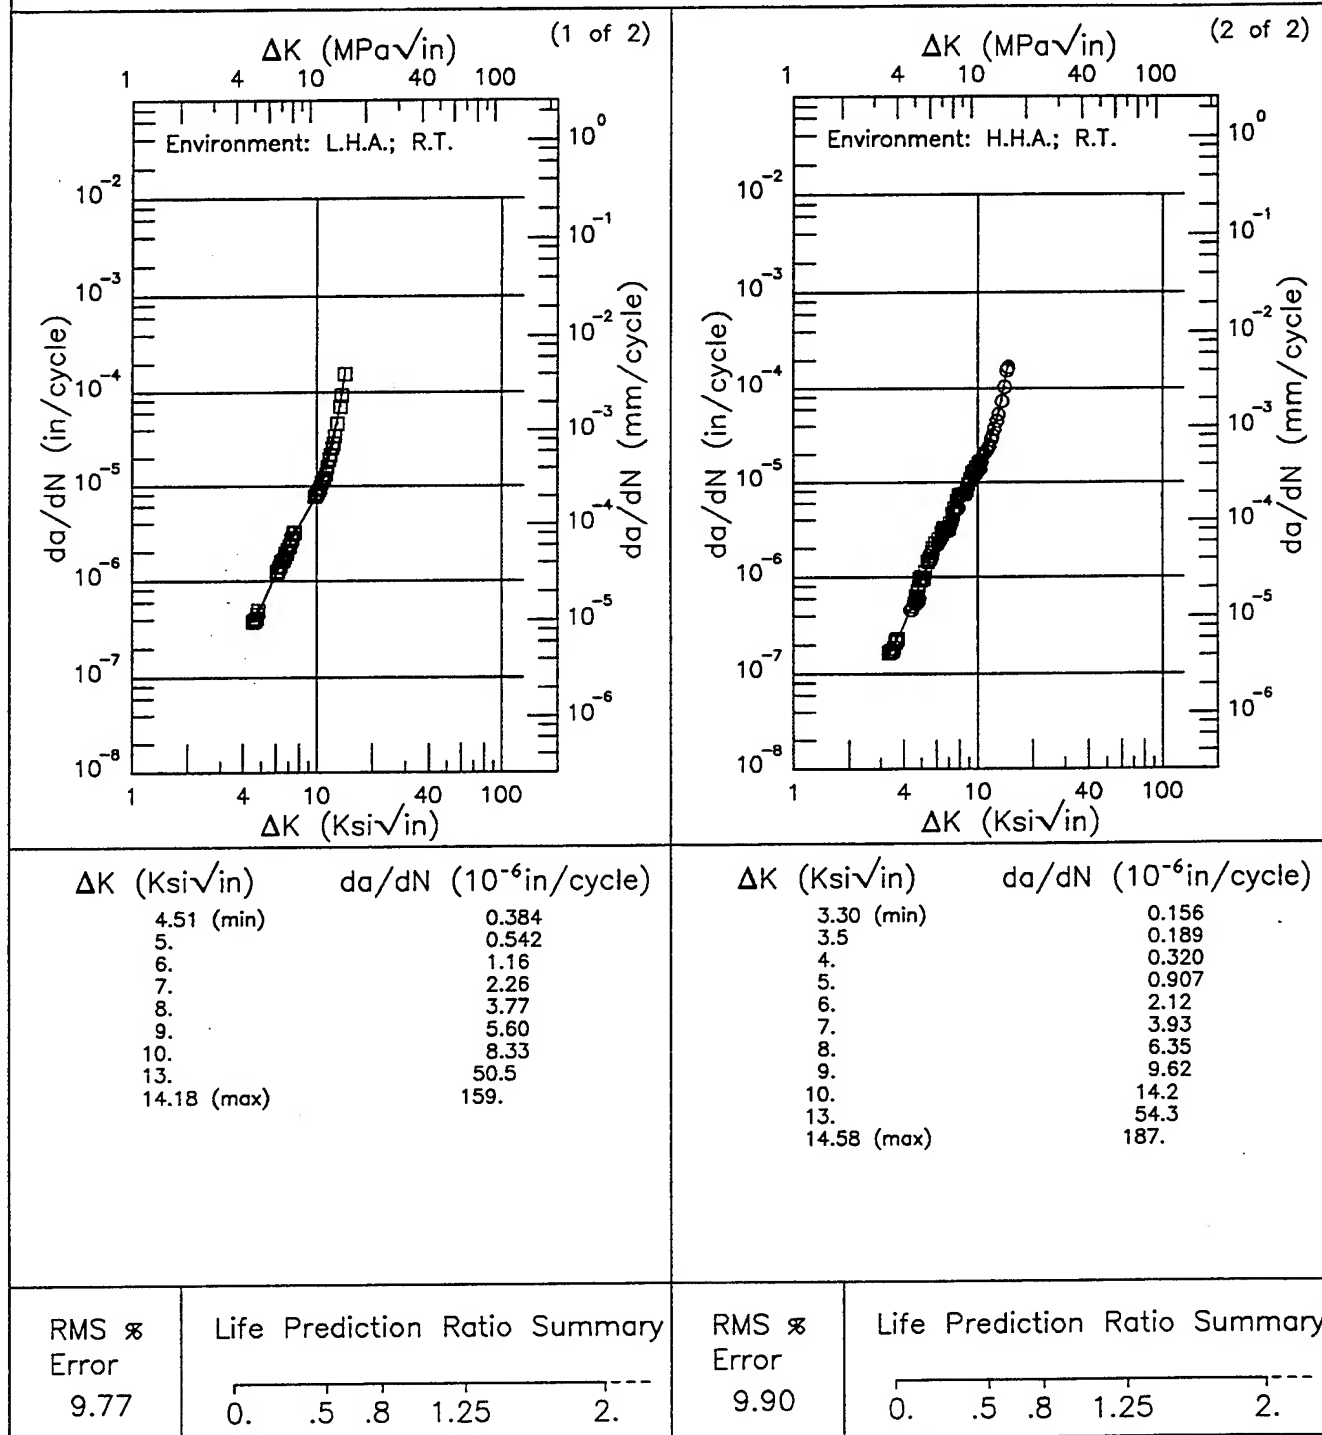 (1 of 2)
ΔK (MPa√in)
1 4 10 40 100
Environment: L.H.A.; R.T.
10⁰
10⁻²
10⁻¹
10⁻³
10⁻²
10⁻⁴
10⁻³
10⁻⁵
10⁻⁴
10⁻⁶
10⁻⁵
10⁻⁷
10⁻⁶
10⁻⁸
da/dN (in/cycle)
da/dN (mm/cycle)
1 4 10 40 100
ΔK (Ksi√in)
ΔK (Ksi√in) da/dN (10⁻⁶in/cycle)
4.51 (min) 0.384
5. 0.542
6. 1.16
7. 2.26
8. 3.77
9. 5.60
10. 8.33
13. 50.5
14.18 (max) 159.
RMS %
Error
9.77
Life Prediction Ratio Summary
0. .5 .8 1.25 2.
(2 of 2)
ΔK (MPa√in)
1 4 10 40 100
Environment: H.H.A.; R.T.
10⁰
10⁻²
10⁻¹
10⁻³
10⁻²
10⁻⁴
10⁻³
10⁻⁵
10⁻⁴
10⁻⁶
10⁻⁵
10⁻⁷
10⁻⁶
10⁻⁸
da/dN (in/cycle)
da/dN (mm/cycle)
1 4 10 40 100
ΔK (Ksi√in)
ΔK (Ksi√in) da/dN (10⁻⁶in/cycle)
3.30 (min) 0.156
3.5 0.189
4. 0.320
5. 0.907
6. 2.12
7. 3.93
8. 6.35
9. 9.62
10. 14.2
13. 54.3
14.58 (max) 187.
RMS %
Error
9.90
Life Prediction Ratio Summary
0. .5 .8 1.25 2.